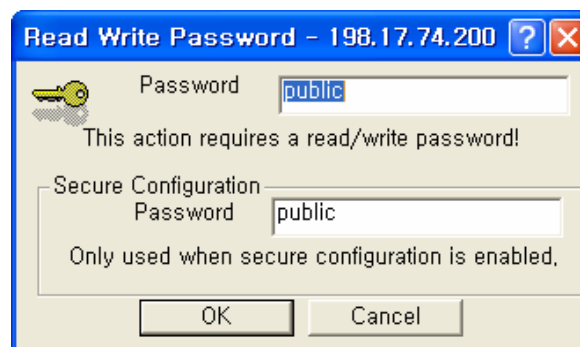 Read Write Password - 198.17.74.200
Password public
This action requires a read/write password!
Secure Configuration
Password public
Only used when secure configuration is enabled,
OK Cancel